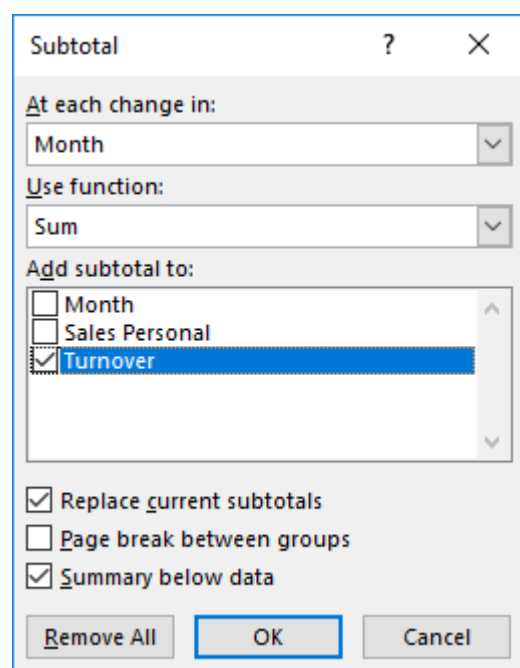 Subtotal ?
At each change in:
Month
Use function:
Sum
Add subtotal to:
Month
Sales Personal
Turnover
Replace current subtotals
Page break between groups
Summary below data
Remove All OK Cancel